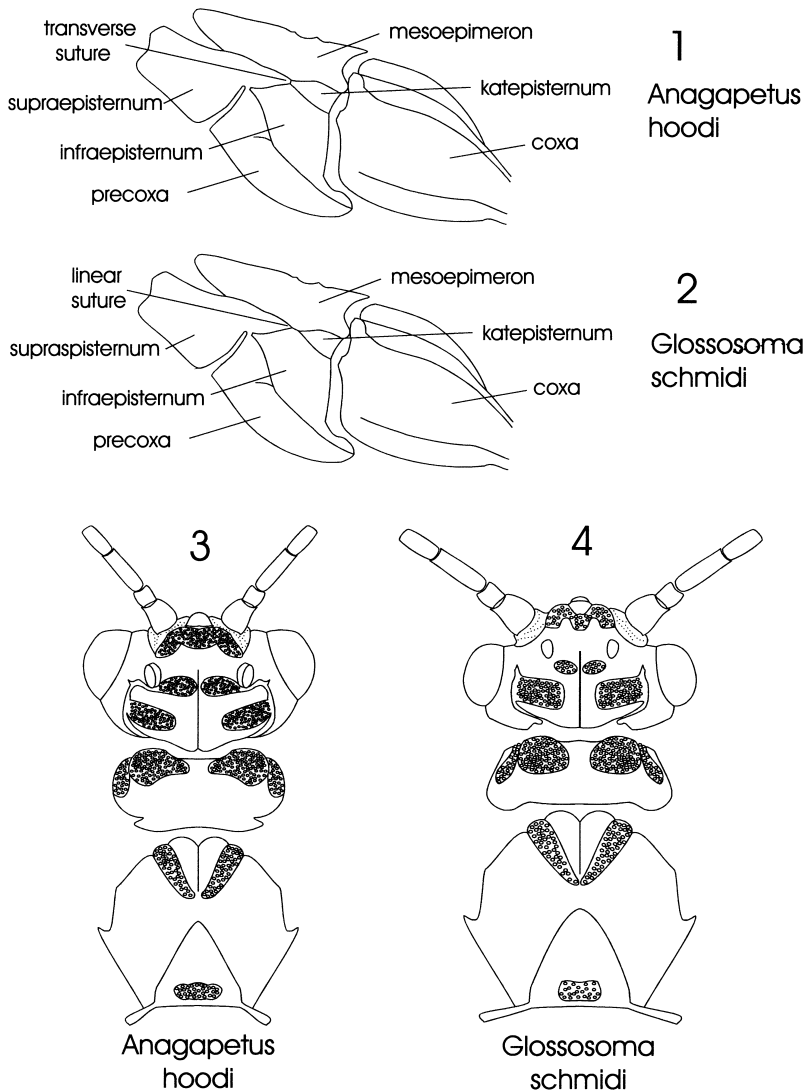 transverse
suture
mesoepimeron
supraepisternum
katepisternum
infraepisternum
coxa
precoxa
1
Anagapetus
hoodi
linear
suture
mesoepimeron
supraspisternum
katepisternum
infraepisternum
coxa
precoxa
2
Glossosoma
schmidi
3
4
Anagapetus
hoodi
Glossosoma
schmidi